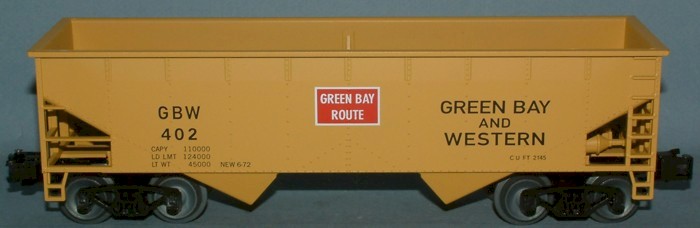 GBW
402
CAPY 110000
LD LMT 124000
LT WT 45000 NEW 6-72
GREEN BAY
ROUTE
GREEN BAY
AND
WESTERN
CU FT 2145